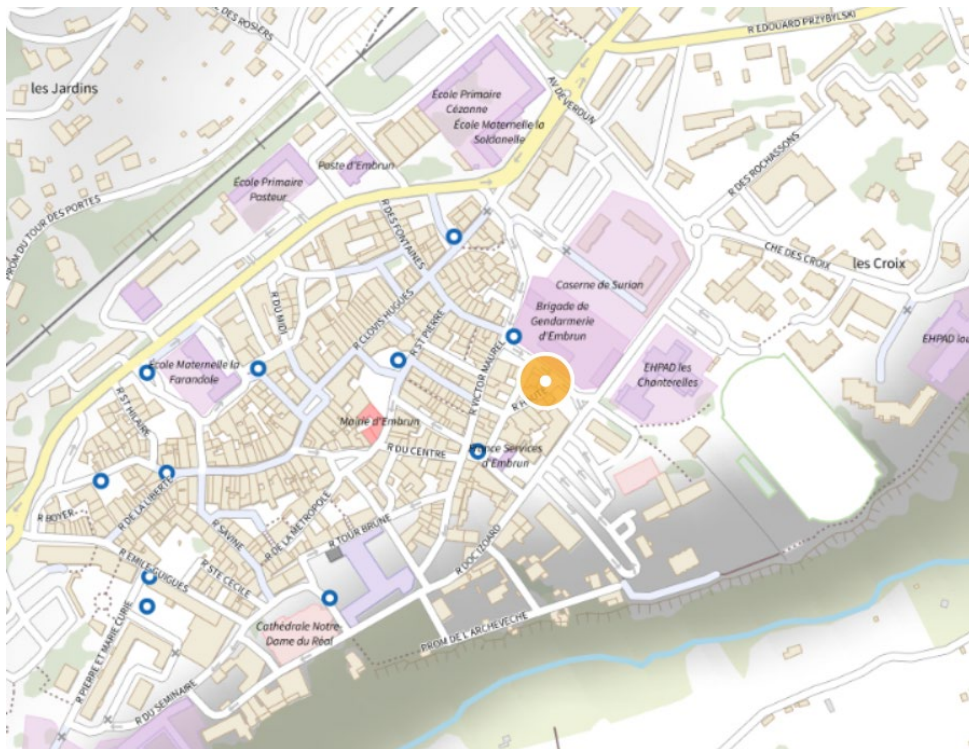 R DES ROSIERS
R EDOUARD PRZYBYLSKI
les Jardins
École Primaire
Cézanne
École Maternelle la
Soldanelle
AV DE VERDUN
Poste d'Embrun
École Primaire
Pasteur
R DES ROCHASSONS
PROM DU TOUR DES PORTES
R DES FONTAINES
CHE DES CROIX
les Croix
Caserne de Surian
R DU MIDI
R CLOVIS HUGUES
R ST PIERRE
Brigade de
Gendarmerie
d'Embrun
EHPAD lou
École Maternelle la
Farandole
R VICTOR MAUREL
EHPAD les
Chanterelles
R ST HILAIRE
Mairie d'Embrun
R DU CENTRE
France Services
d'Embrun
R DE LA LIBERTE
R BOYER
R SAVINE
R DE LA METROPOLE
R TOUR BRUNE
R DOC IZOARD
R EMILE GUIGUES
R STE CECILE
Cathédrale Notre-
Dame du Réal
PROM DE L'ARCHEVECHE
R PIERRE ET MARIE CURIE
R DU SEMINAIRE